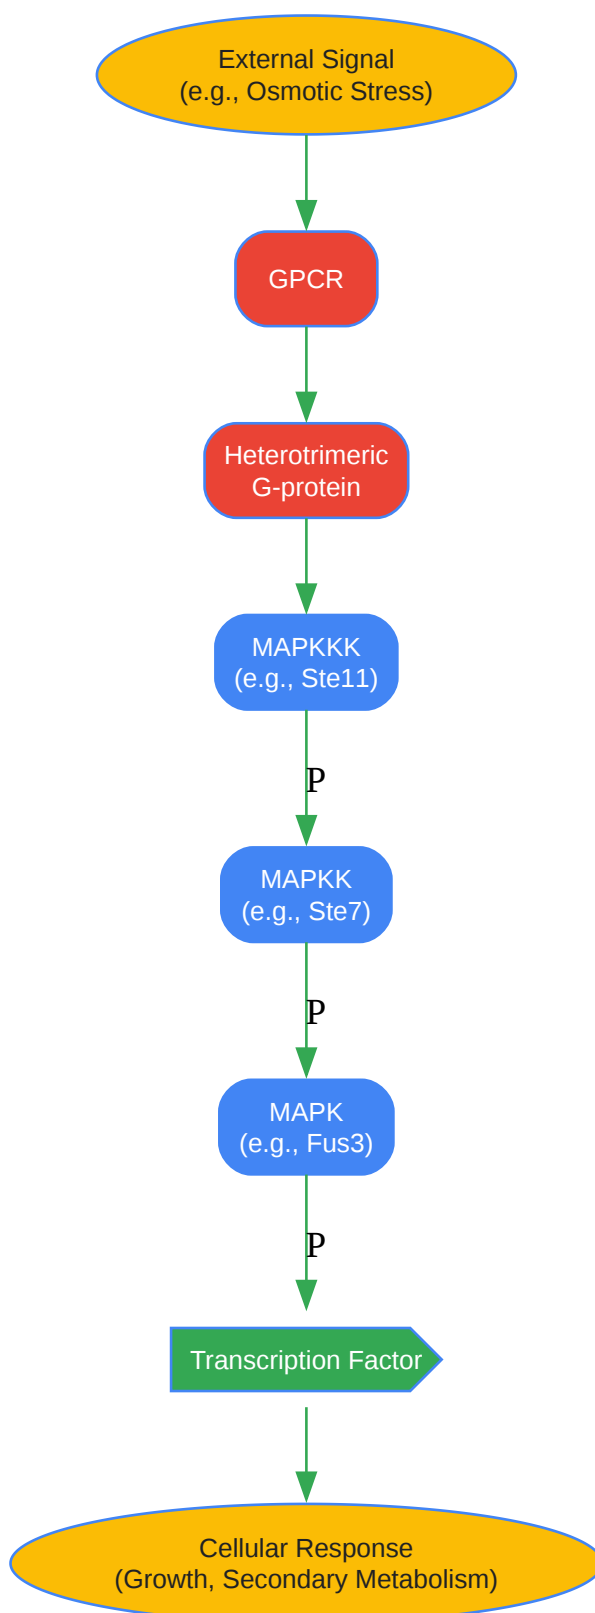 External Signal
(e.g., Osmotic Stress)
GPCR
Heterotrimeric
G-protein
MAPKKK
(e.g., Ste11)
P
MAPKK
(e.g., Ste7)
P
MAPK
(e.g., Fus3)
P
Transcription Factor
Cellular Response
(Growth, Secondary Metabolism)